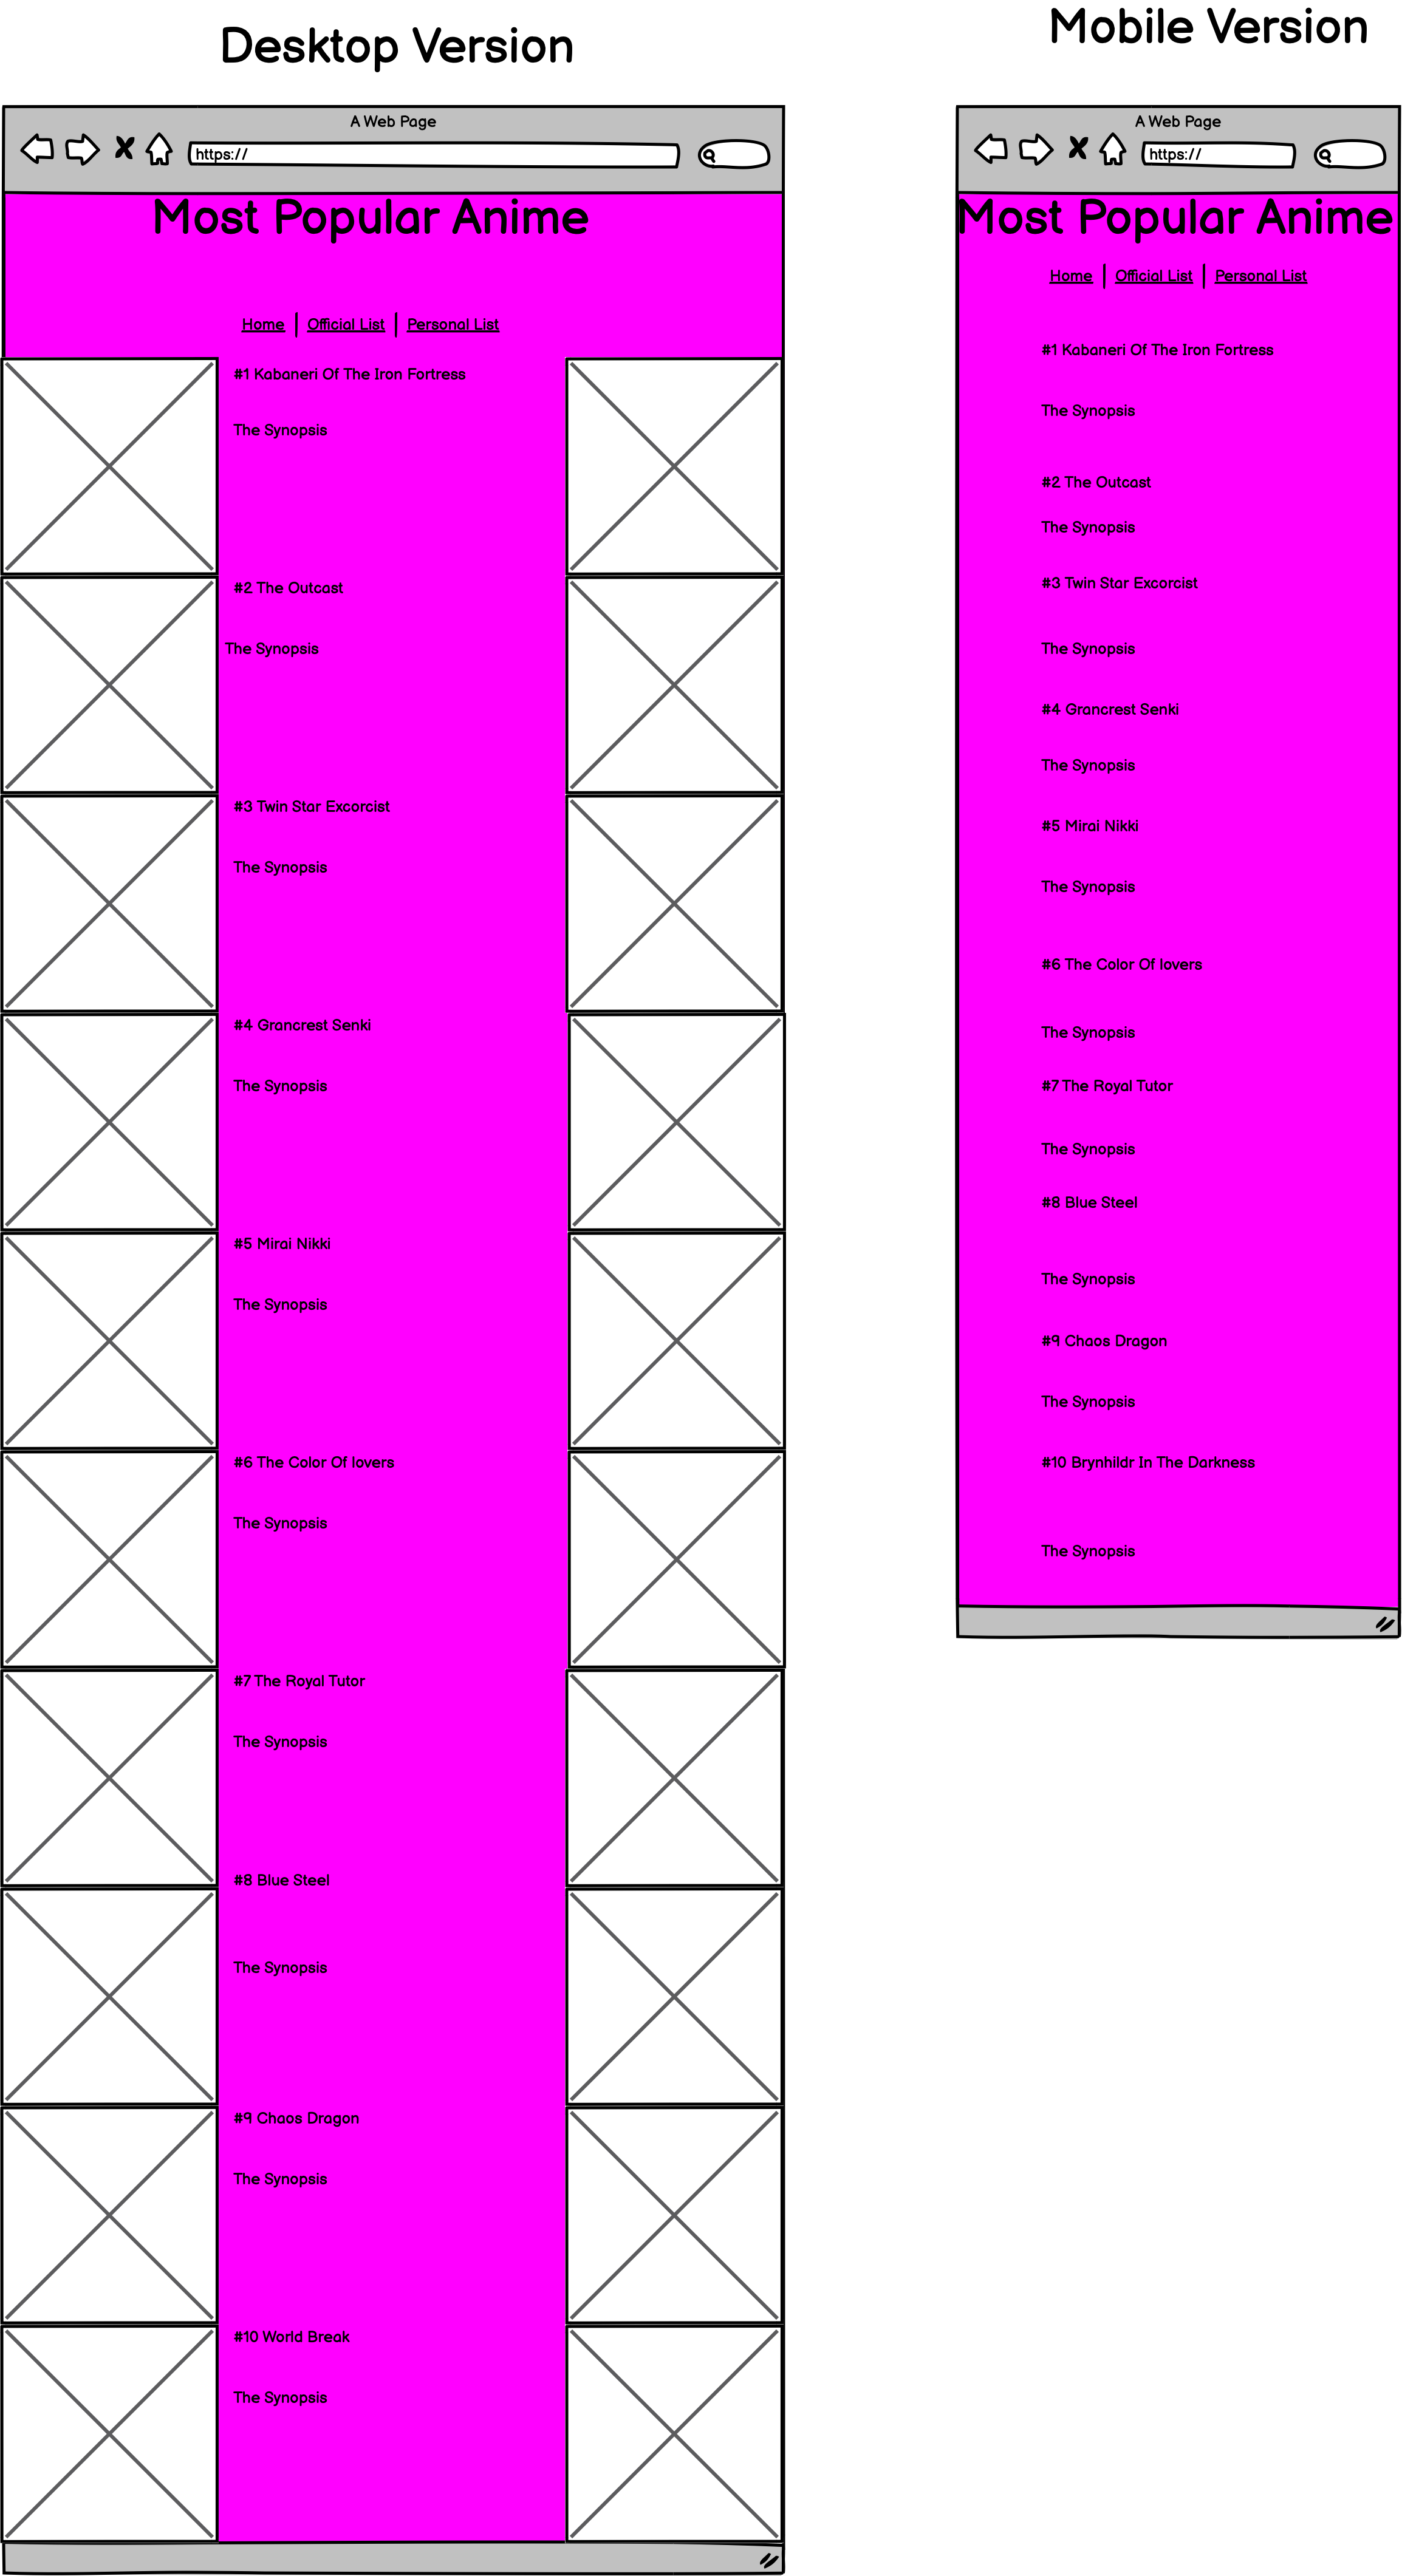 Desktop Version
A Web Page
https://
Most Popular Anime
Home | Official List | Personal List
#1 Kabaneri Of The Iron Fortress
The Synopsis
#2 The Outcast
The Synopsis
#3 Twin Star Excorcist
The Synopsis
#4 Grancrest Senki
The Synopsis
#5 Mirai Nikki
The Synopsis
#6 The Color Of lovers
The Synopsis
#7 The Royal Tutor
The Synopsis
#8 Blue Steel
The Synopsis
#9 Chaos Dragon
The Synopsis
#10 World Break
The Synopsis
Mobile Version
A Web Page
https://
Most Popular Anime
Home | Official List | Personal List
#1 Kabaneri Of The Iron Fortress
The Synopsis
#2 The Outcast
The Synopsis
#3 Twin Star Excorcist
The Synopsis
#4 Grancrest Senki
The Synopsis
#5 Mirai Nikki
The Synopsis
#6 The Color Of lovers
The Synopsis
#7 The Royal Tutor
The Synopsis
#8 Blue Steel
The Synopsis
#9 Chaos Dragon
The Synopsis
#10 Brynhildr In The Darkness
The Synopsis